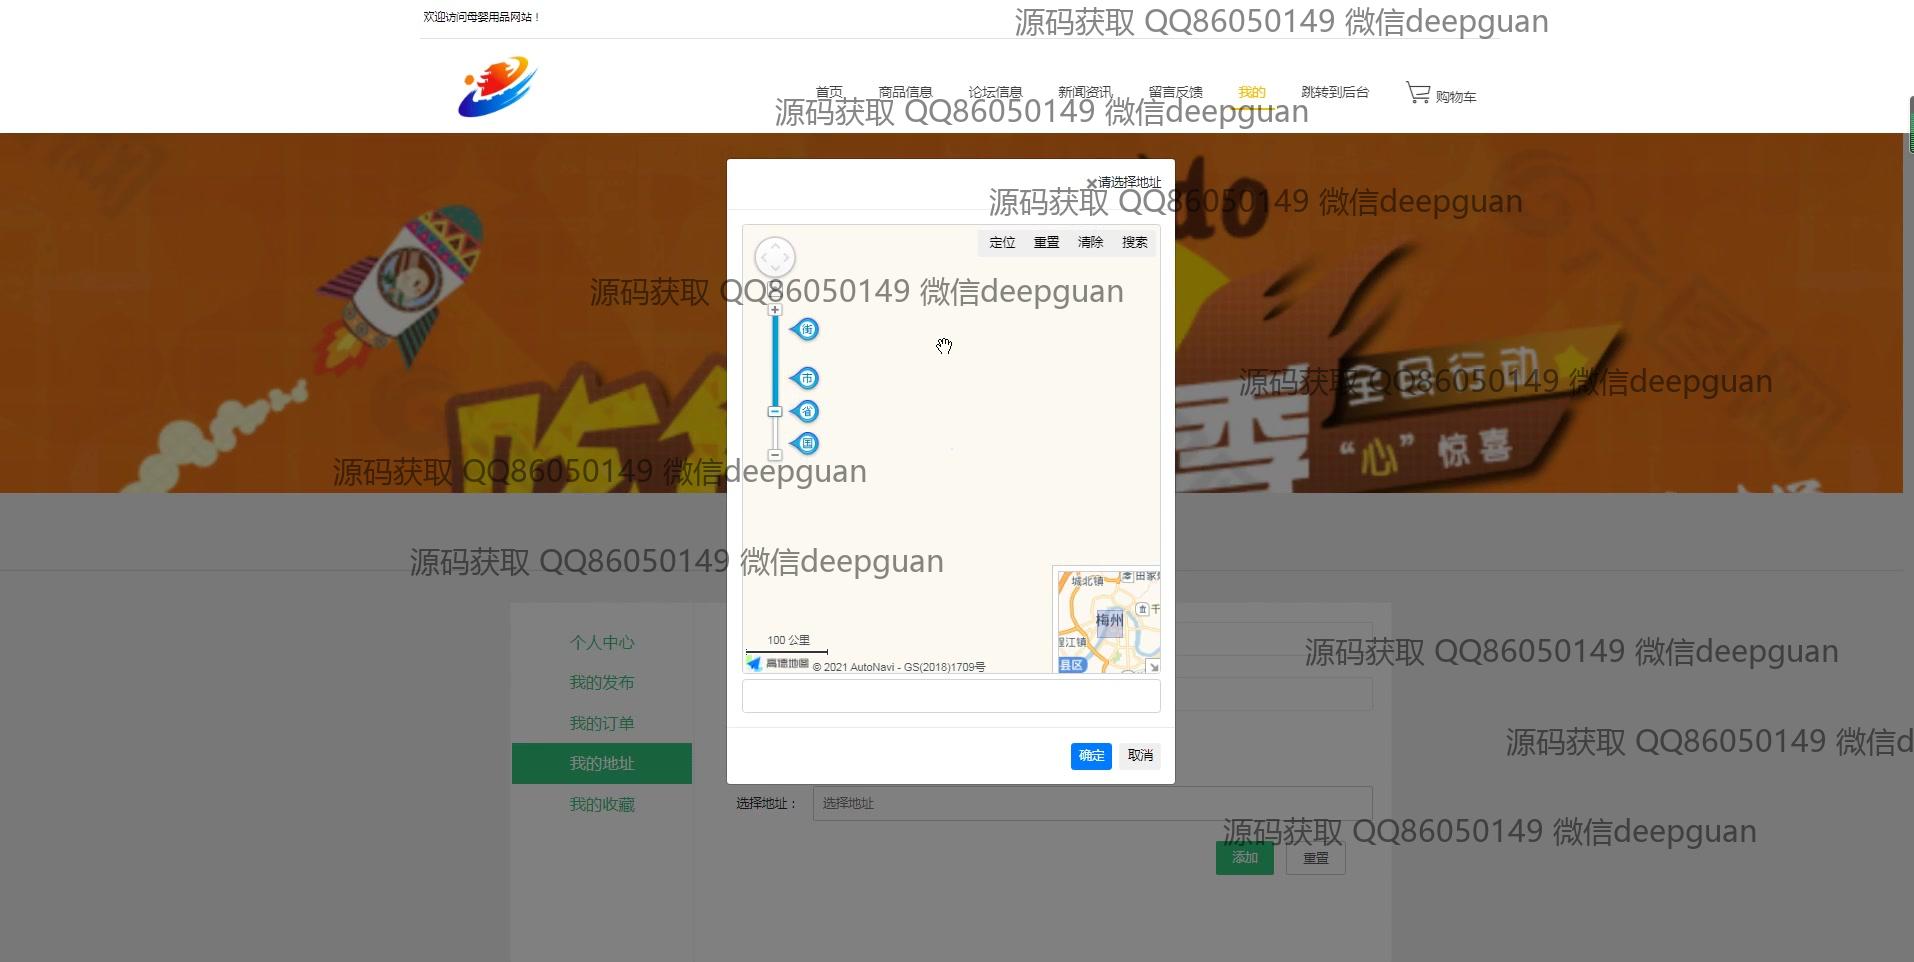 欢迎访问母婴用品网站！
源码获取 QQ86050149 微信deepguan
首页 商品信息 论坛信息 新闻资讯 留言反馈 我的 跳转到后台 购物车
源码获取 QQ86050149 微信deepguan
×请选择地址
源码获取 QQ86050149 微信deepguan
定位 重置 清除 搜索
源码获取 QQ86050149 微信deepguan
街
市
省
国
全民行动
源码获取 QQ86050149 微信deepguan
“心”惊喜
吃
季
源码获取 QQ86050149 微信deepguan
源码获取 QQ86050149 微信deepguan
城北镇
梅州
程江镇
县区
100 公里
高德地图 © 2021 AutoNavi - GS(2018)1709号
个人中心
源码获取 QQ86050149 微信deepguan
我的发布
我的订单
源码获取 QQ86050149 微信d
我的地址
确定 取消
我的收藏
选择地址： 选择地址
源码获取 QQ86050149 微信deepguan
添加 重置